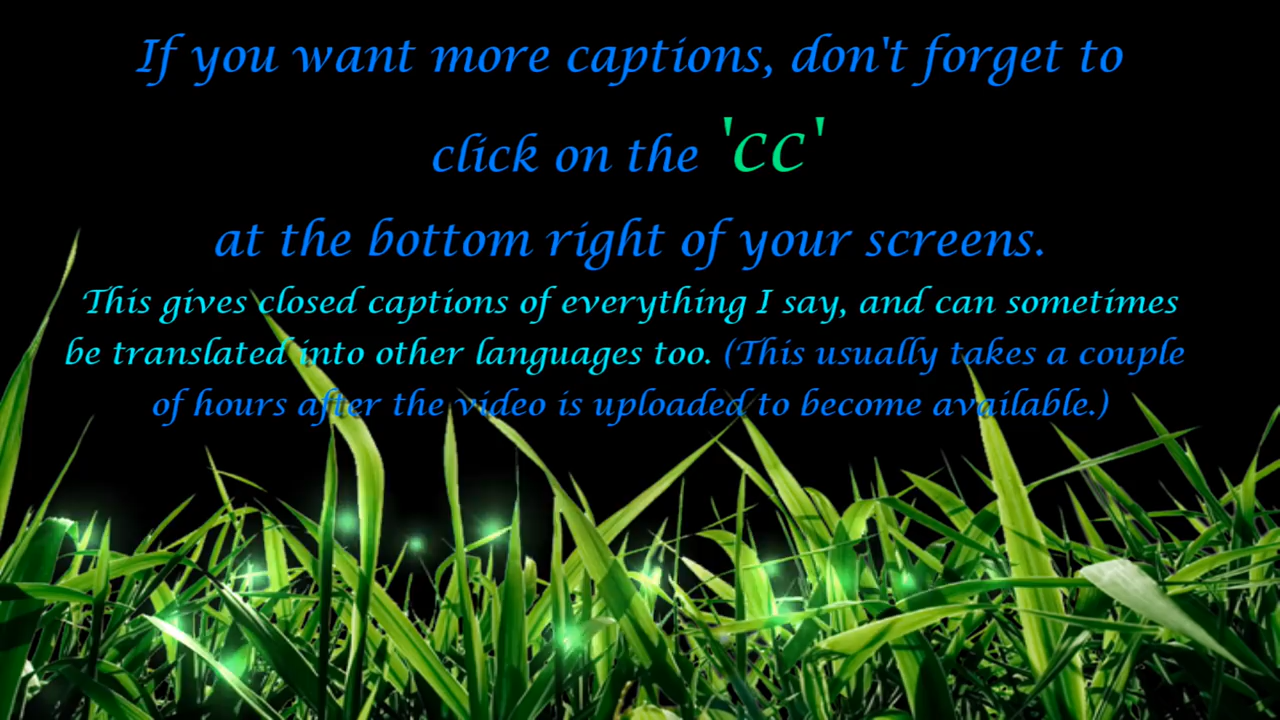 If you want more captions, don't forget to
click on the 'cc'
at the bottom right of your screens.
This gives closed captions of everything I say, and can sometimes
be translated into other languages too. (This usually takes a couple
of hours after the video is uploaded to become available.)